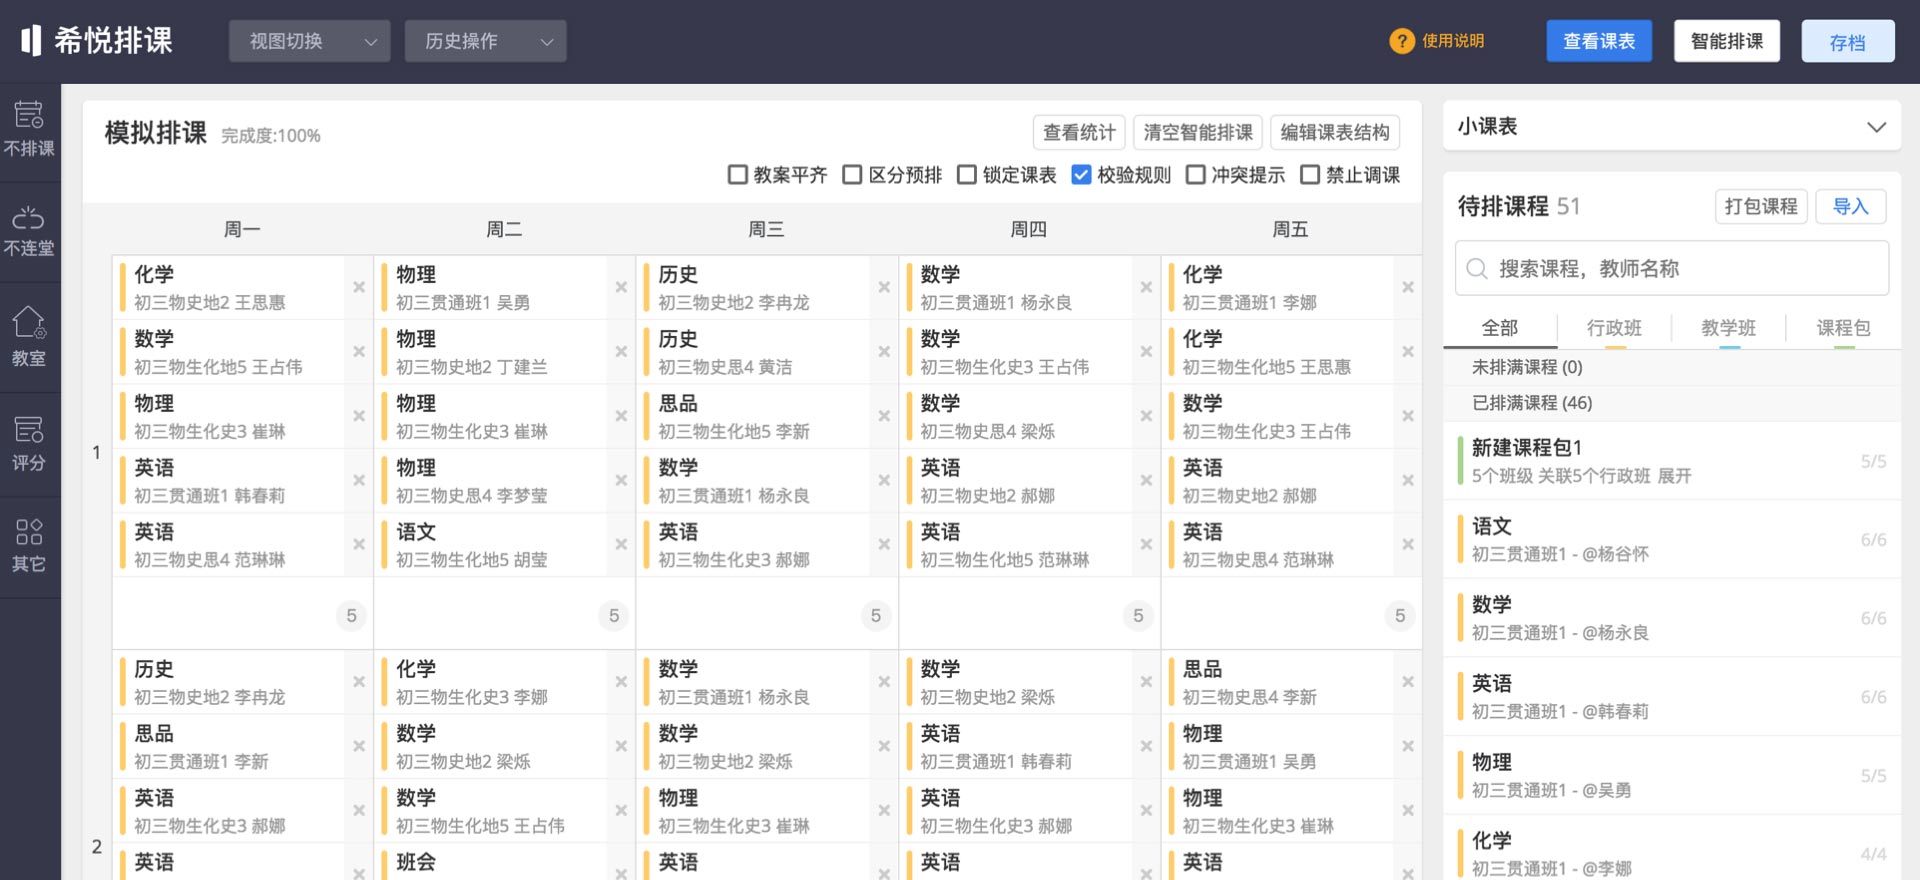 希悦排课
视图切换
历史操作
? 使用说明
查看课表
智能排课
存档
不排课
不连堂
教室
评分
其它
模拟排课 完成度:100%
查看统计
清空智能排课
编辑课表结构
教案平齐
区分预排
锁定课表
校验规则
冲突提示
禁止调课
周一
周二
周三
周四
周五
1
化学
初三物史地2 王思惠
数学
初三物生化地5 王占伟
物理
初三物生化史3 崔琳
英语
初三贯通班1 韩春莉
英语
初三物史思4 范琳琳
5
物理
初三贯通班1 吴勇
物理
初三物史地2 丁建兰
物理
初三物生化史3 崔琳
物理
初三物史思4 李梦莹
语文
初三物生化地5 胡莹
5
历史
初三物史地2 李冉龙
历史
初三物史思4 黄洁
思品
初三物生化地5 李新
数学
初三贯通班1 杨永良
英语
初三物生化史3 郝娜
5
数学
初三贯通班1 杨永良
数学
初三物生化史3 王占伟
数学
初三物史思4 梁烁
英语
初三物史地2 郝娜
英语
初三物生化地5 范琳琳
5
化学
初三贯通班1 李娜
化学
初三物生化地5 王思惠
数学
初三物生化史3 王占伟
英语
初三物史地2 郝娜
英语
初三物史思4 范琳琳
5
2
历史
初三物史地2 李冉龙
思品
初三贯通班1 李新
英语
初三物生化史3 郝娜
英语
化学
初三物生化史3 李娜
数学
初三物史地2 梁烁
数学
初三物生化地5 王占伟
班会
数学
初三贯通班1 杨永良
数学
初三物史地2 梁烁
物理
初三物生化史3 崔琳
英语
数学
初三物史地2 梁烁
英语
初三贯通班1 韩春莉
英语
初三物生化史3 郝娜
英语
思品
初三物史思4 李新
物理
初三贯通班1 吴勇
物理
初三物生化史3 崔琳
英语
小课表
待排课程 51
打包课程
导入
搜索课程，教师名称
全部
行政班
教学班
课程包
未排满课程 (0)
已排满课程 (46)
新建课程包1
5个班级 关联5个行政班 展开
5/5
语文
初三贯通班1 - @杨谷怀
6/6
数学
初三贯通班1 - @杨永良
6/6
英语
初三贯通班1 - @韩春莉
6/6
物理
初三贯通班1 - @吴勇
5/5
化学
初三贯通班1 - @李娜
4/4